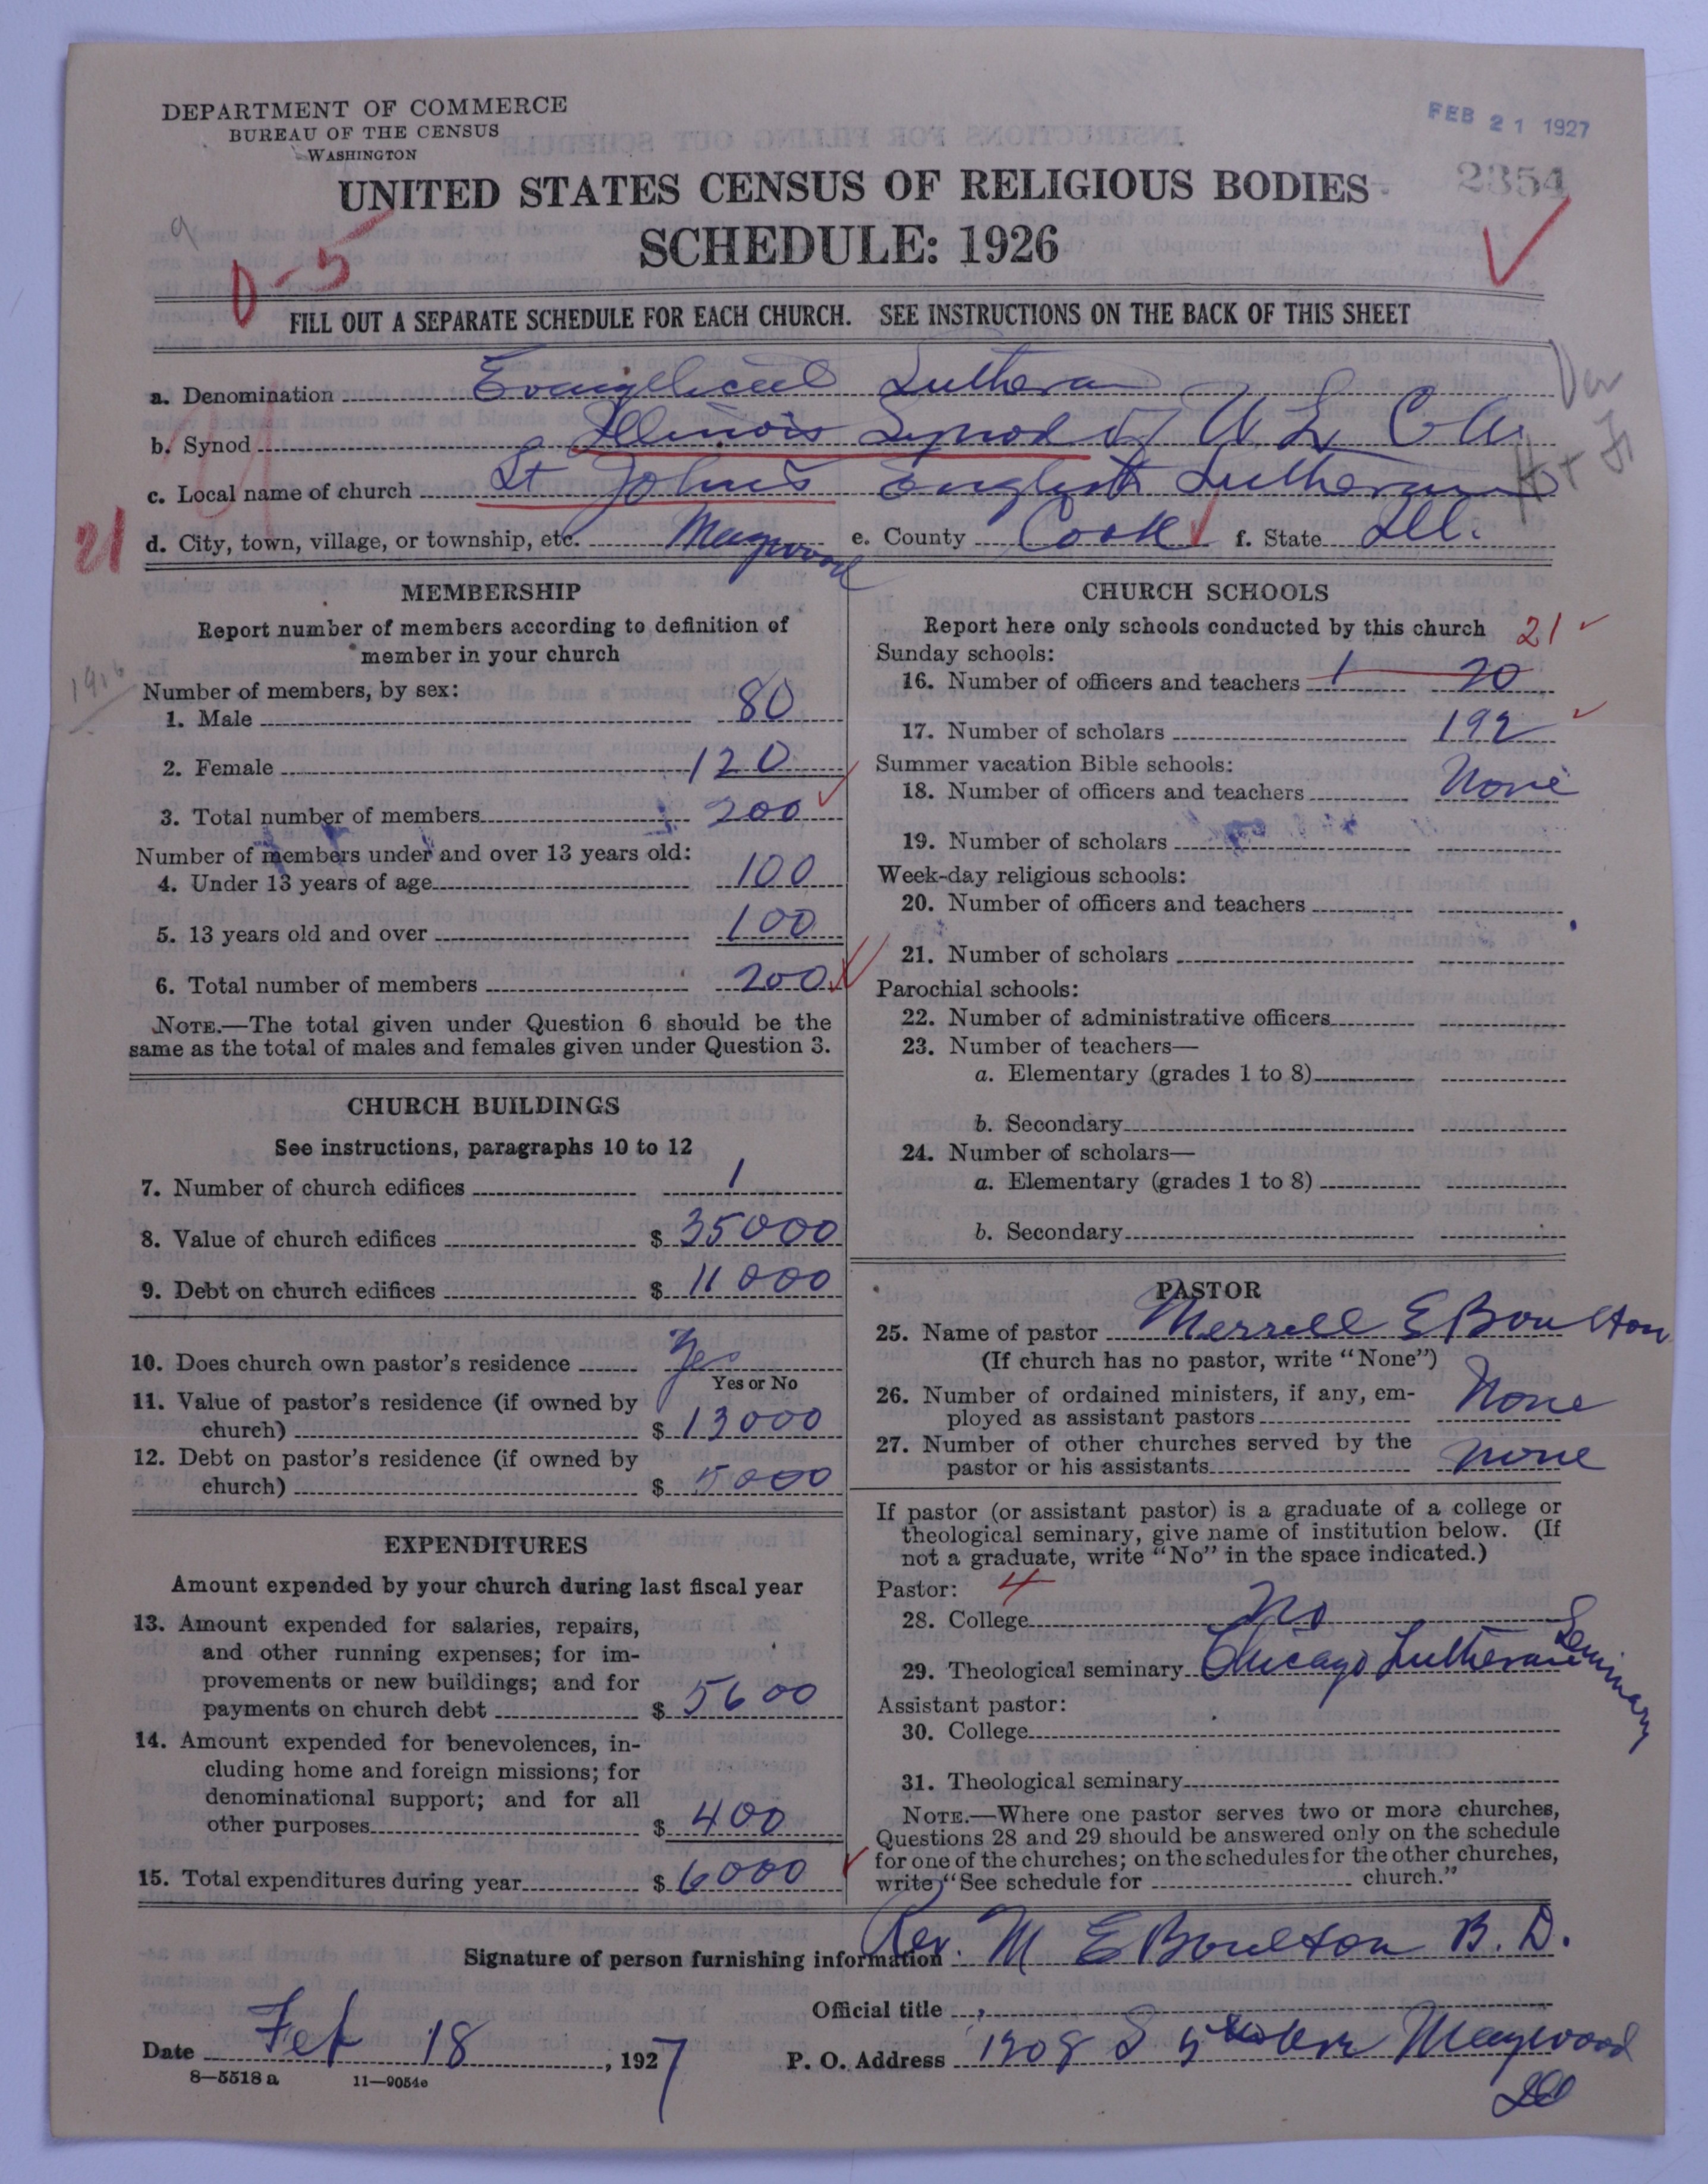 DEPARTMENT OF COMMERCE
BUREAU OF THE CENSUS
WASHINGTON
FEB 21 1927
2354
UNITED STATES CENSUS OF RELIGIOUS BODIES
SCHEDULE: 1926
D-5
FILL OUT A SEPARATE SCHEDULE FOR EACH CHURCH. SEE INSTRUCTIONS ON THE BACK OF THIS SHEET
a. Denomination Evangelical Lutheran
b. Synod Illinois Synod of U L C
c. Local name of church St John's English Lutheran
21
d. City, town, village, or township, etc. Maywood e. County Cook f. State Ill.
MEMBERSHIP
Report number of members according to definition of
member in your church
1916
Number of members, by sex:
1. Male 80
2. Female 120
3. Total number of members 200
Number of members under and over 13 years old:
4. Under 13 years of age 100
5. 13 years old and over 100
6. Total number of members 200
NOTE.—The total given under Question 6 should be the
same as the total of males and females given under Question 3.
CHURCH BUILDINGS
See instructions, paragraphs 10 to 12
7. Number of church edifices 1
8. Value of church edifices $ 35000
9. Debt on church edifices $ 11000
10. Does church own pastor's residence Yes
Yes or No
11. Value of pastor's residence (if owned by
church) $ 13000
12. Debt on pastor's residence (if owned by
church) $ 5000
EXPENDITURES
Amount expended by your church during last fiscal year
13. Amount expended for salaries, repairs,
and other running expenses; for im-
provements or new buildings; and for
payments on church debt $ 5600
14. Amount expended for benevolences, in-
cluding home and foreign missions; for
denominational support; and for all
other purposes $ 400
15. Total expenditures during year $ 6000
CHURCH SCHOOLS
Report here only schools conducted by this church 21
Sunday schools:
16. Number of officers and teachers 1 20
17. Number of scholars 192
Summer vacation Bible schools:
18. Number of officers and teachers None
19. Number of scholars
Week-day religious schools:
20. Number of officers and teachers
21. Number of scholars
Parochial schools:
22. Number of administrative officers
23. Number of teachers—
a. Elementary (grades 1 to 8)
b. Secondary
24. Number of scholars—
a. Elementary (grades 1 to 8)
b. Secondary
PASTOR
25. Name of pastor Merrell E Boulton
(If church has no pastor, write "None")
26. Number of ordained ministers, if any, em-
ployed as assistant pastors None
27. Number of other churches served by the
pastor or his assistants None
If pastor (or assistant pastor) is a graduate of a college or
theological seminary, give name of institution below. (If
not a graduate, write "No" in the space indicated.)
Pastor: 4
28. College No
29. Theological seminary Chicago Lutheran Seminary
Assistant pastor:
30. College
31. Theological seminary
NOTE.—Where one pastor serves two or more churches,
Questions 28 and 29 should be answered only on the schedule
for one of the churches; on the schedules for the other churches,
write "See schedule for church."
Signature of person furnishing information Rev. M E Boulton B. D.
Official title
Date Feb 18, 1927 P. O. Address 1908 S 5 Maywood
Ill
8—5518 a 11—9054e